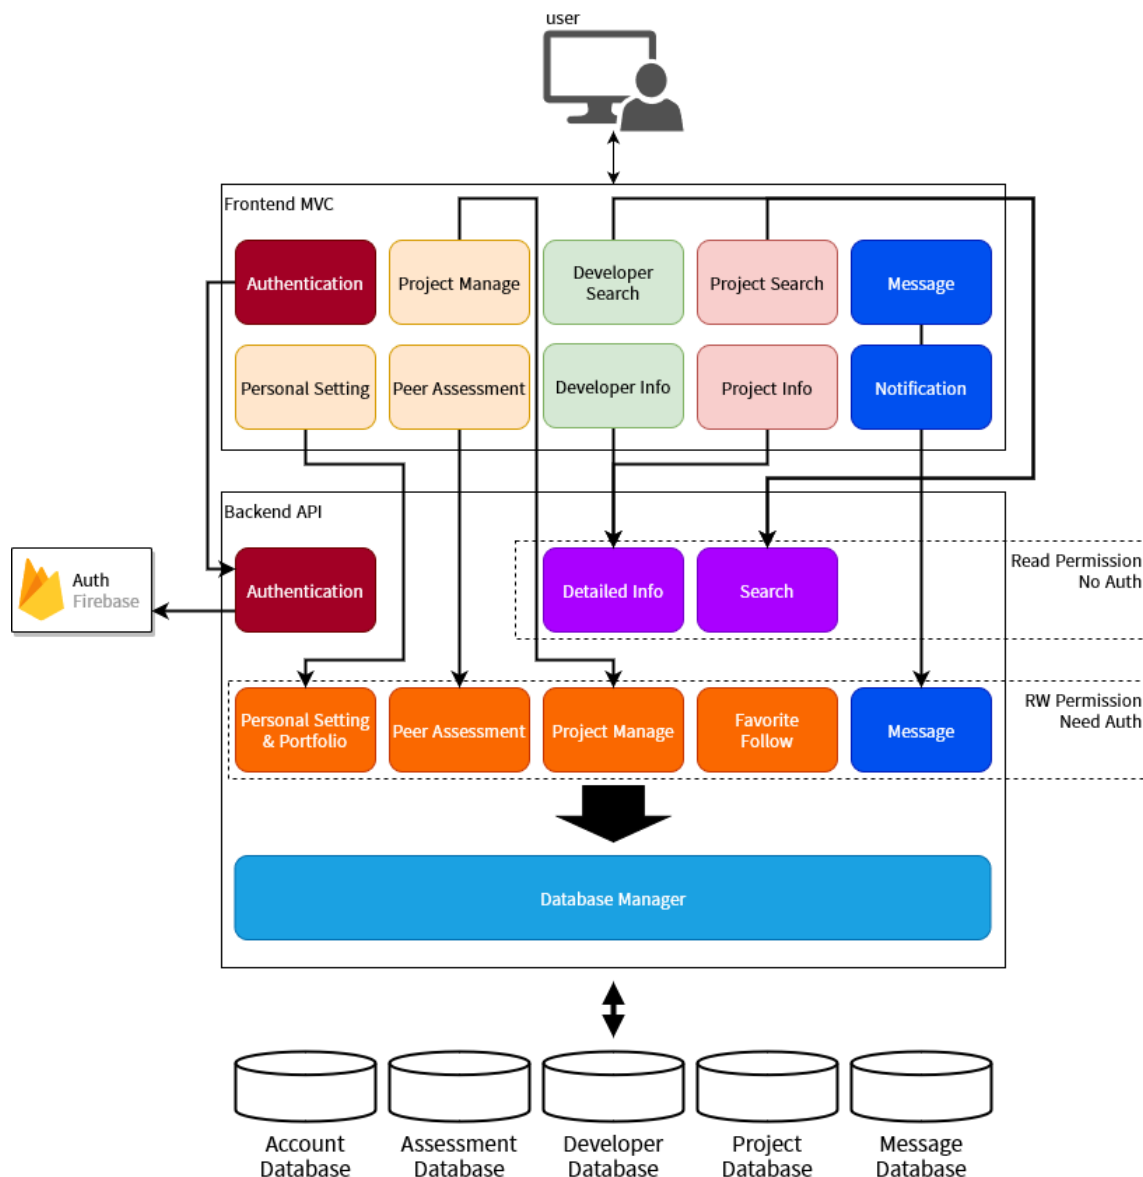 user
Frontend MVC
Authentication
Project Manage
Developer
Search
Project Search
Message
Personal Setting
Peer Assessment
Developer Info
Project Info
Notification
Backend API
Auth
Firebase
Authentication
Detailed Info
Search
Read Permission
No Auth
Personal Setting
& Portfolio
Peer Assessment
Project Manage
Favorite
Follow
Message
RW Permission
Need Auth
Database Manager
Account
Database
Assessment
Database
Developer
Database
Project
Database
Message
Database